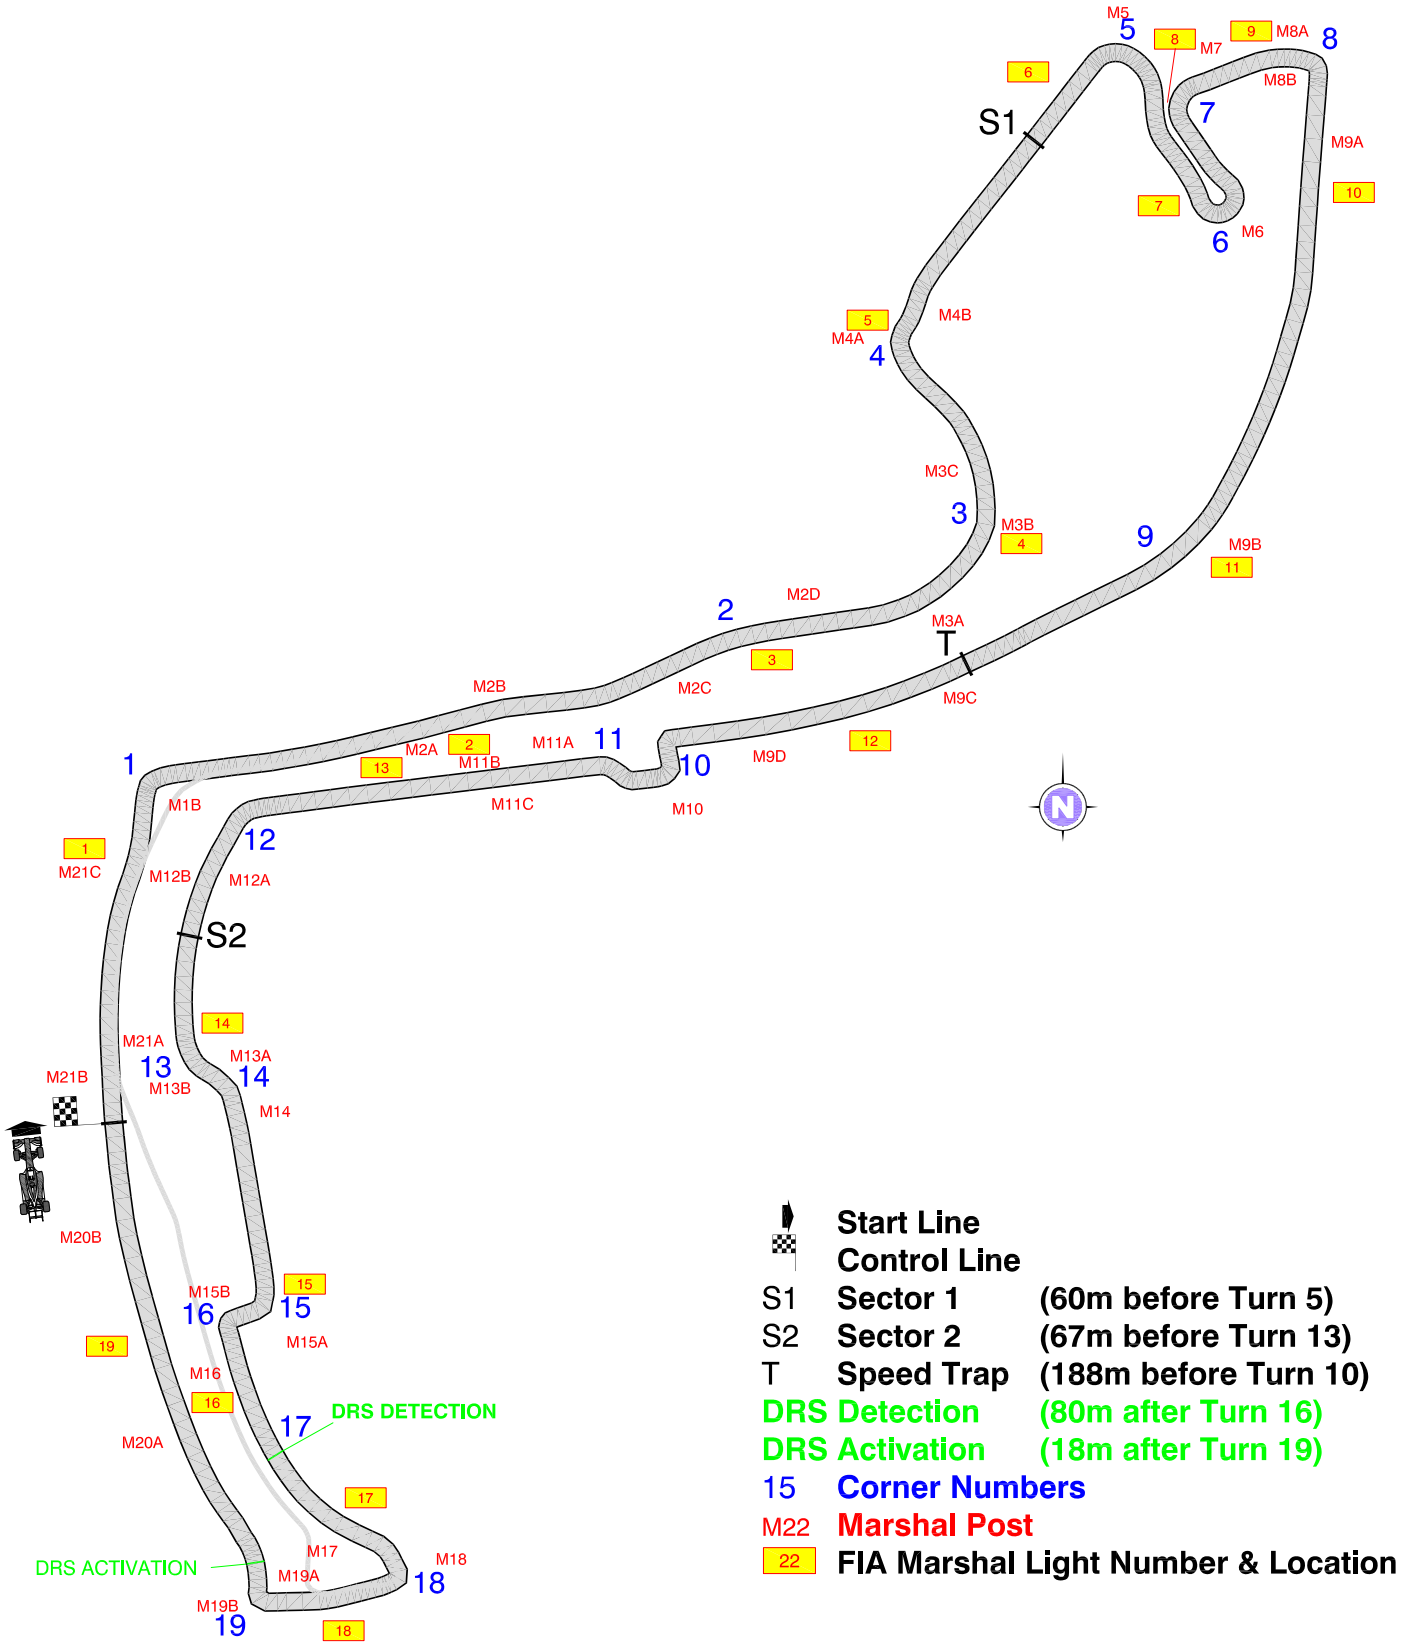 M5
5
8
M7
9
M8A
8
6
M8B
S1
7
M9A
7
10
6
M6
5
M4A
4
M4B
M3C
3
M3B
4
9
M9B
11
M2D
2
M3A
T
3
M2B
M2C
M9C
M2A
2
M11A
11
12
1
13
M11B
10
M9D
M1B
M11C
M10
12
N
1
M21C
M12B
M12A
S2
14
M21A
13
M13A
M21B
M13B
14
M14
M20B
M15B
15
16
15
19
M15A
M16
16
DRS DETECTION
17
M20A
17
DRS ACTIVATION
M17
M18
M19A
18
M19B
19
18
Start Line
Control Line
S1 Sector 1 (60m before Turn 5)
S2 Sector 2 (67m before Turn 13)
T Speed Trap (188m before Turn 10)
DRS Detection (80m after Turn 16)
DRS Activation (18m after Turn 19)
15 Corner Numbers
M22 Marshal Post
22 FIA Marshal Light Number & Location